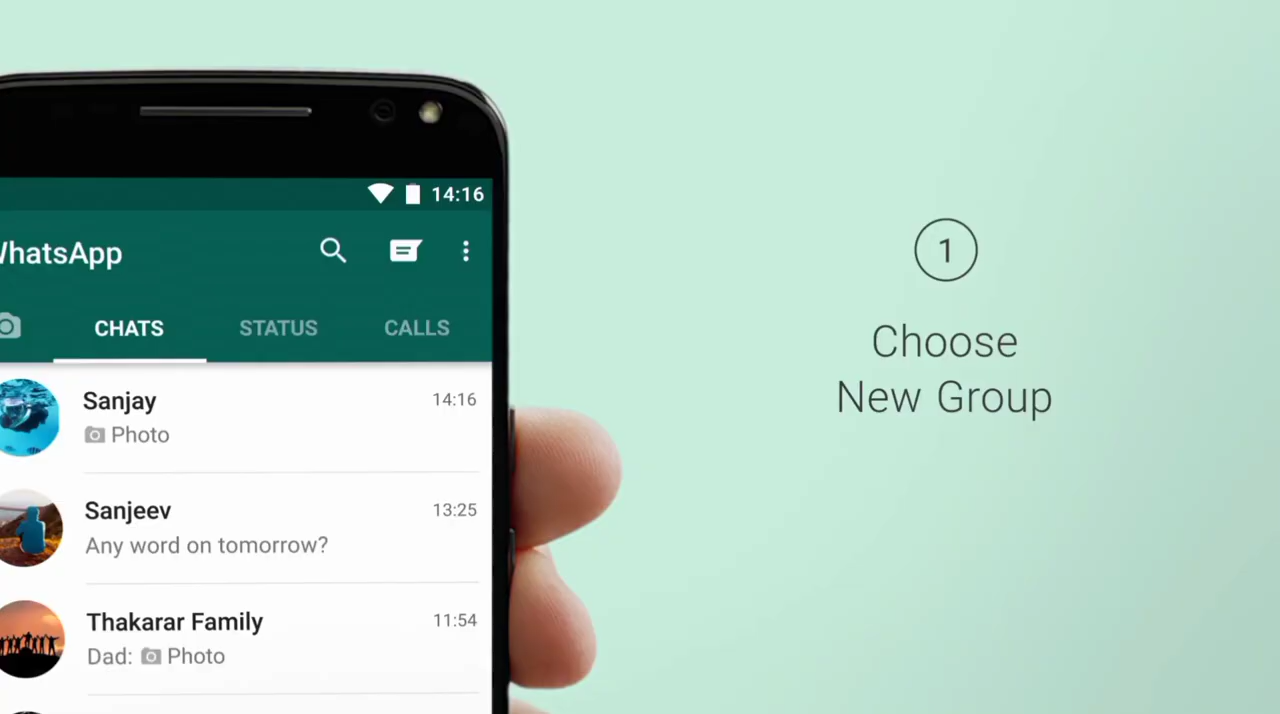 14:16
WhatsApp
CHATS STATUS CALLS
Sanjay 14:16
Photo
Sanjeev 13:25
Any word on tomorrow?
Thakarar Family 11:54
Dad: Photo
1
Choose
New Group